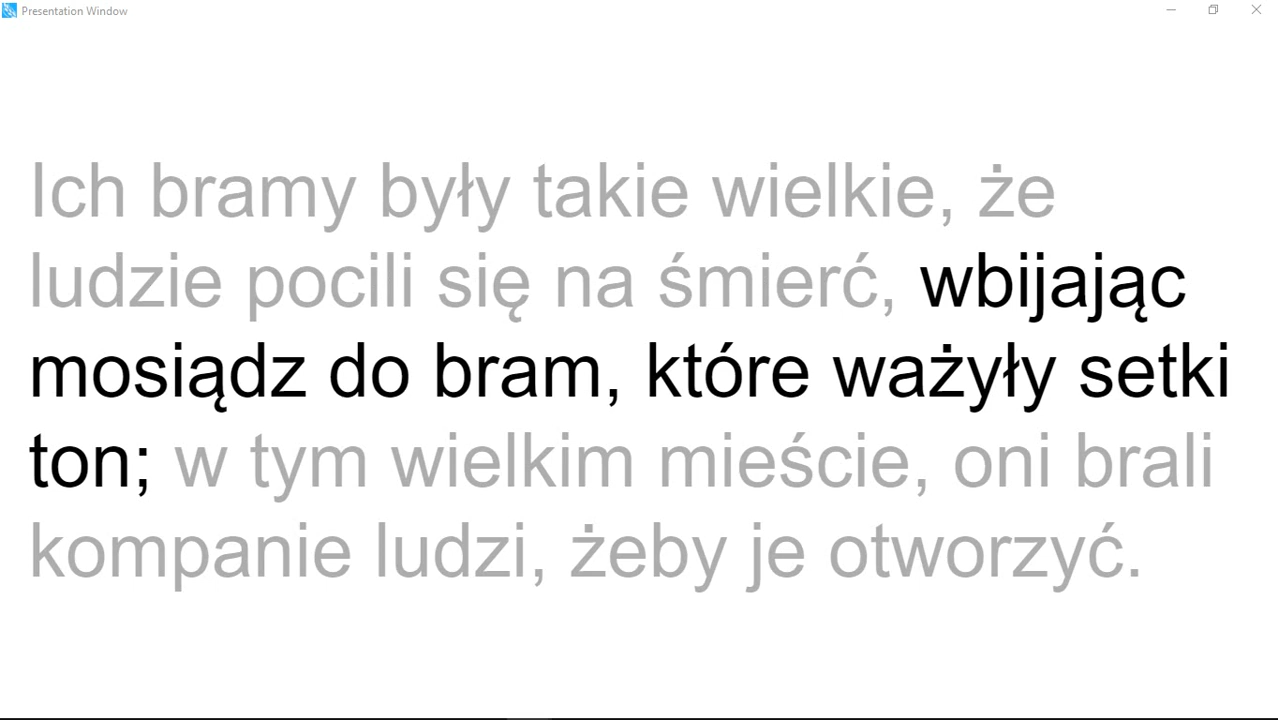 Presentation Window
Ich bramy były takie wielkie, że
ludzie pocili się na śmierć, wbijając
mosiądz do bram, które ważyły setki
ton; w tym wielkim mieście, oni brali
kompanie ludzi, żeby je otworzyć.